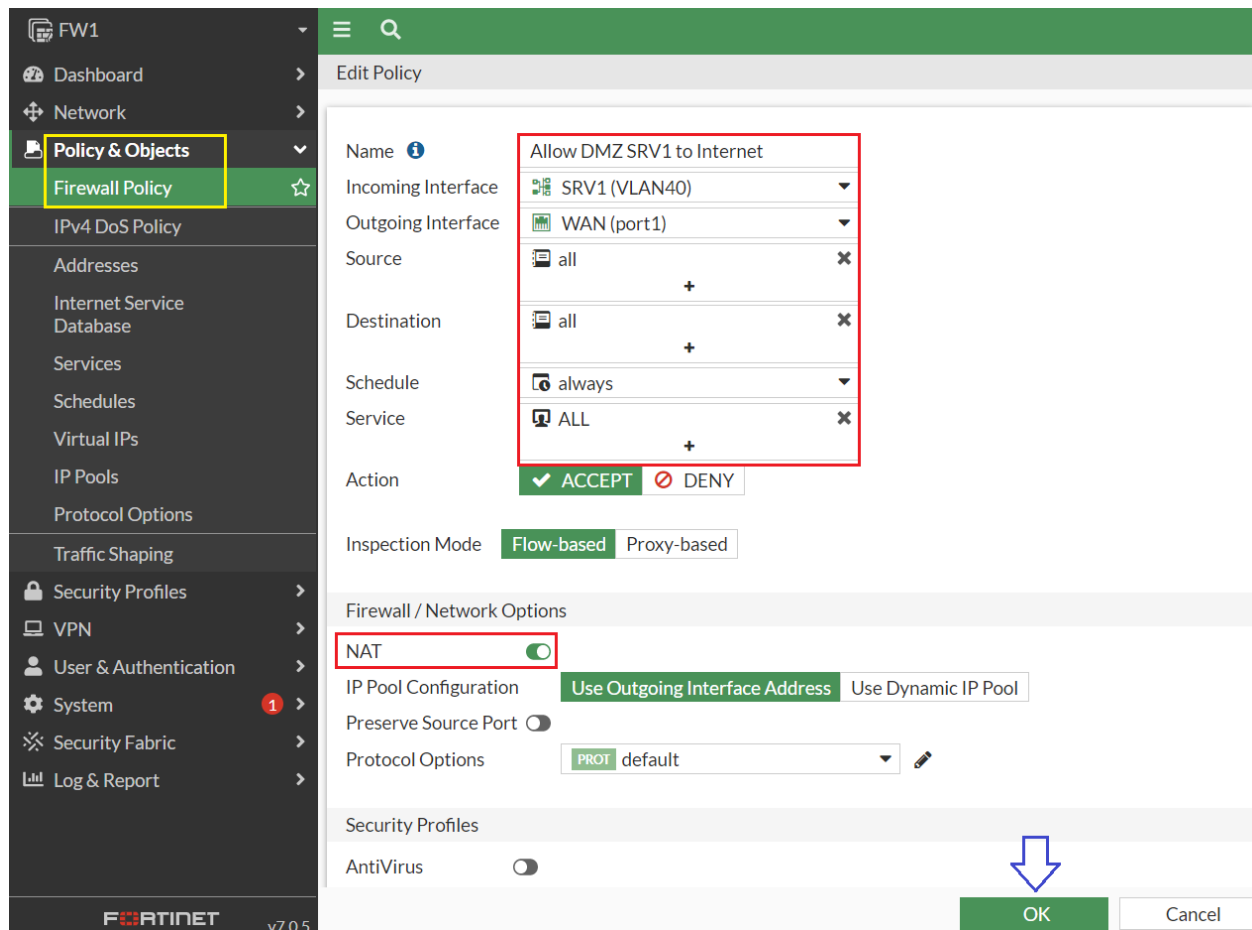 FW1
Dashboard
Network
Policy & Objects
Firewall Policy
IPv4 DoS Policy
Addresses
Internet Service
Database
Services
Schedules
Virtual IPs
IP Pools
Protocol Options
Traffic Shaping
Security Profiles
VPN
User & Authentication
System 1
Security Fabric
Log & Report
FORTINET v7.0.5
Edit Policy
Name Allow DMZ SRV1 to Internet
Incoming Interface SRV1 (VLAN40)
Outgoing Interface WAN (port1)
Source all
+
Destination all
+
Schedule always
Service ALL
+
Action ACCEPT DENY
Inspection Mode Flow-based Proxy-based
Firewall / Network Options
NAT
IP Pool Configuration Use Outgoing Interface Address Use Dynamic IP Pool
Preserve Source Port
Protocol Options PROT default
Security Profiles
AntiVirus
OK Cancel